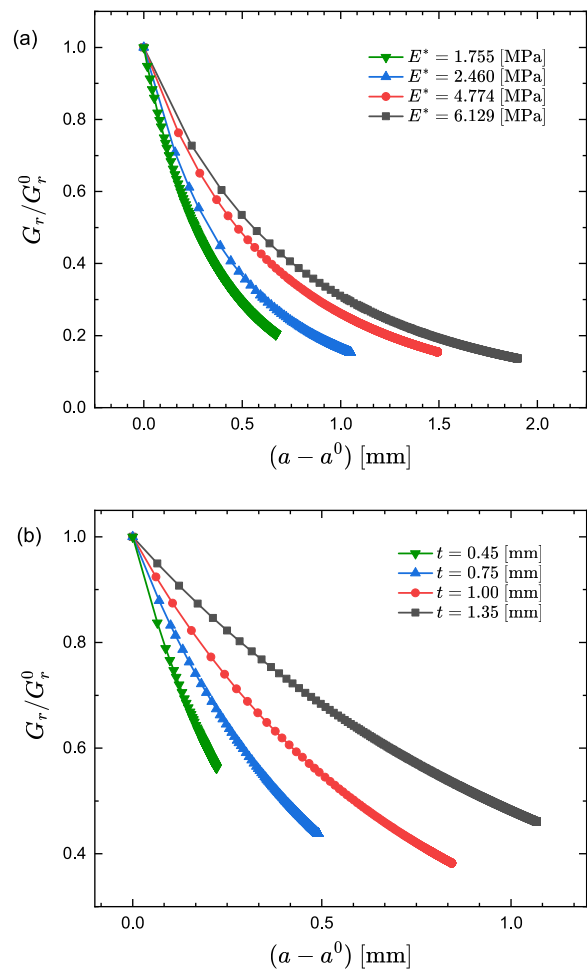 (a)
1.0
0.8
0.6
0.4
0.2
0.0
G_r/G_r^0
E* = 1.755 [MPa]
E* = 2.460 [MPa]
E* = 4.774 [MPa]
E* = 6.129 [MPa]
0.0 0.5 1.0 1.5 2.0
(a − a^0) [mm]
(b)
1.0
0.8
0.6
0.4
G_r/G_r^0
t = 0.45 [mm]
t = 0.75 [mm]
t = 1.00 [mm]
t = 1.35 [mm]
0.0 0.5 1.0
(a − a^0) [mm]